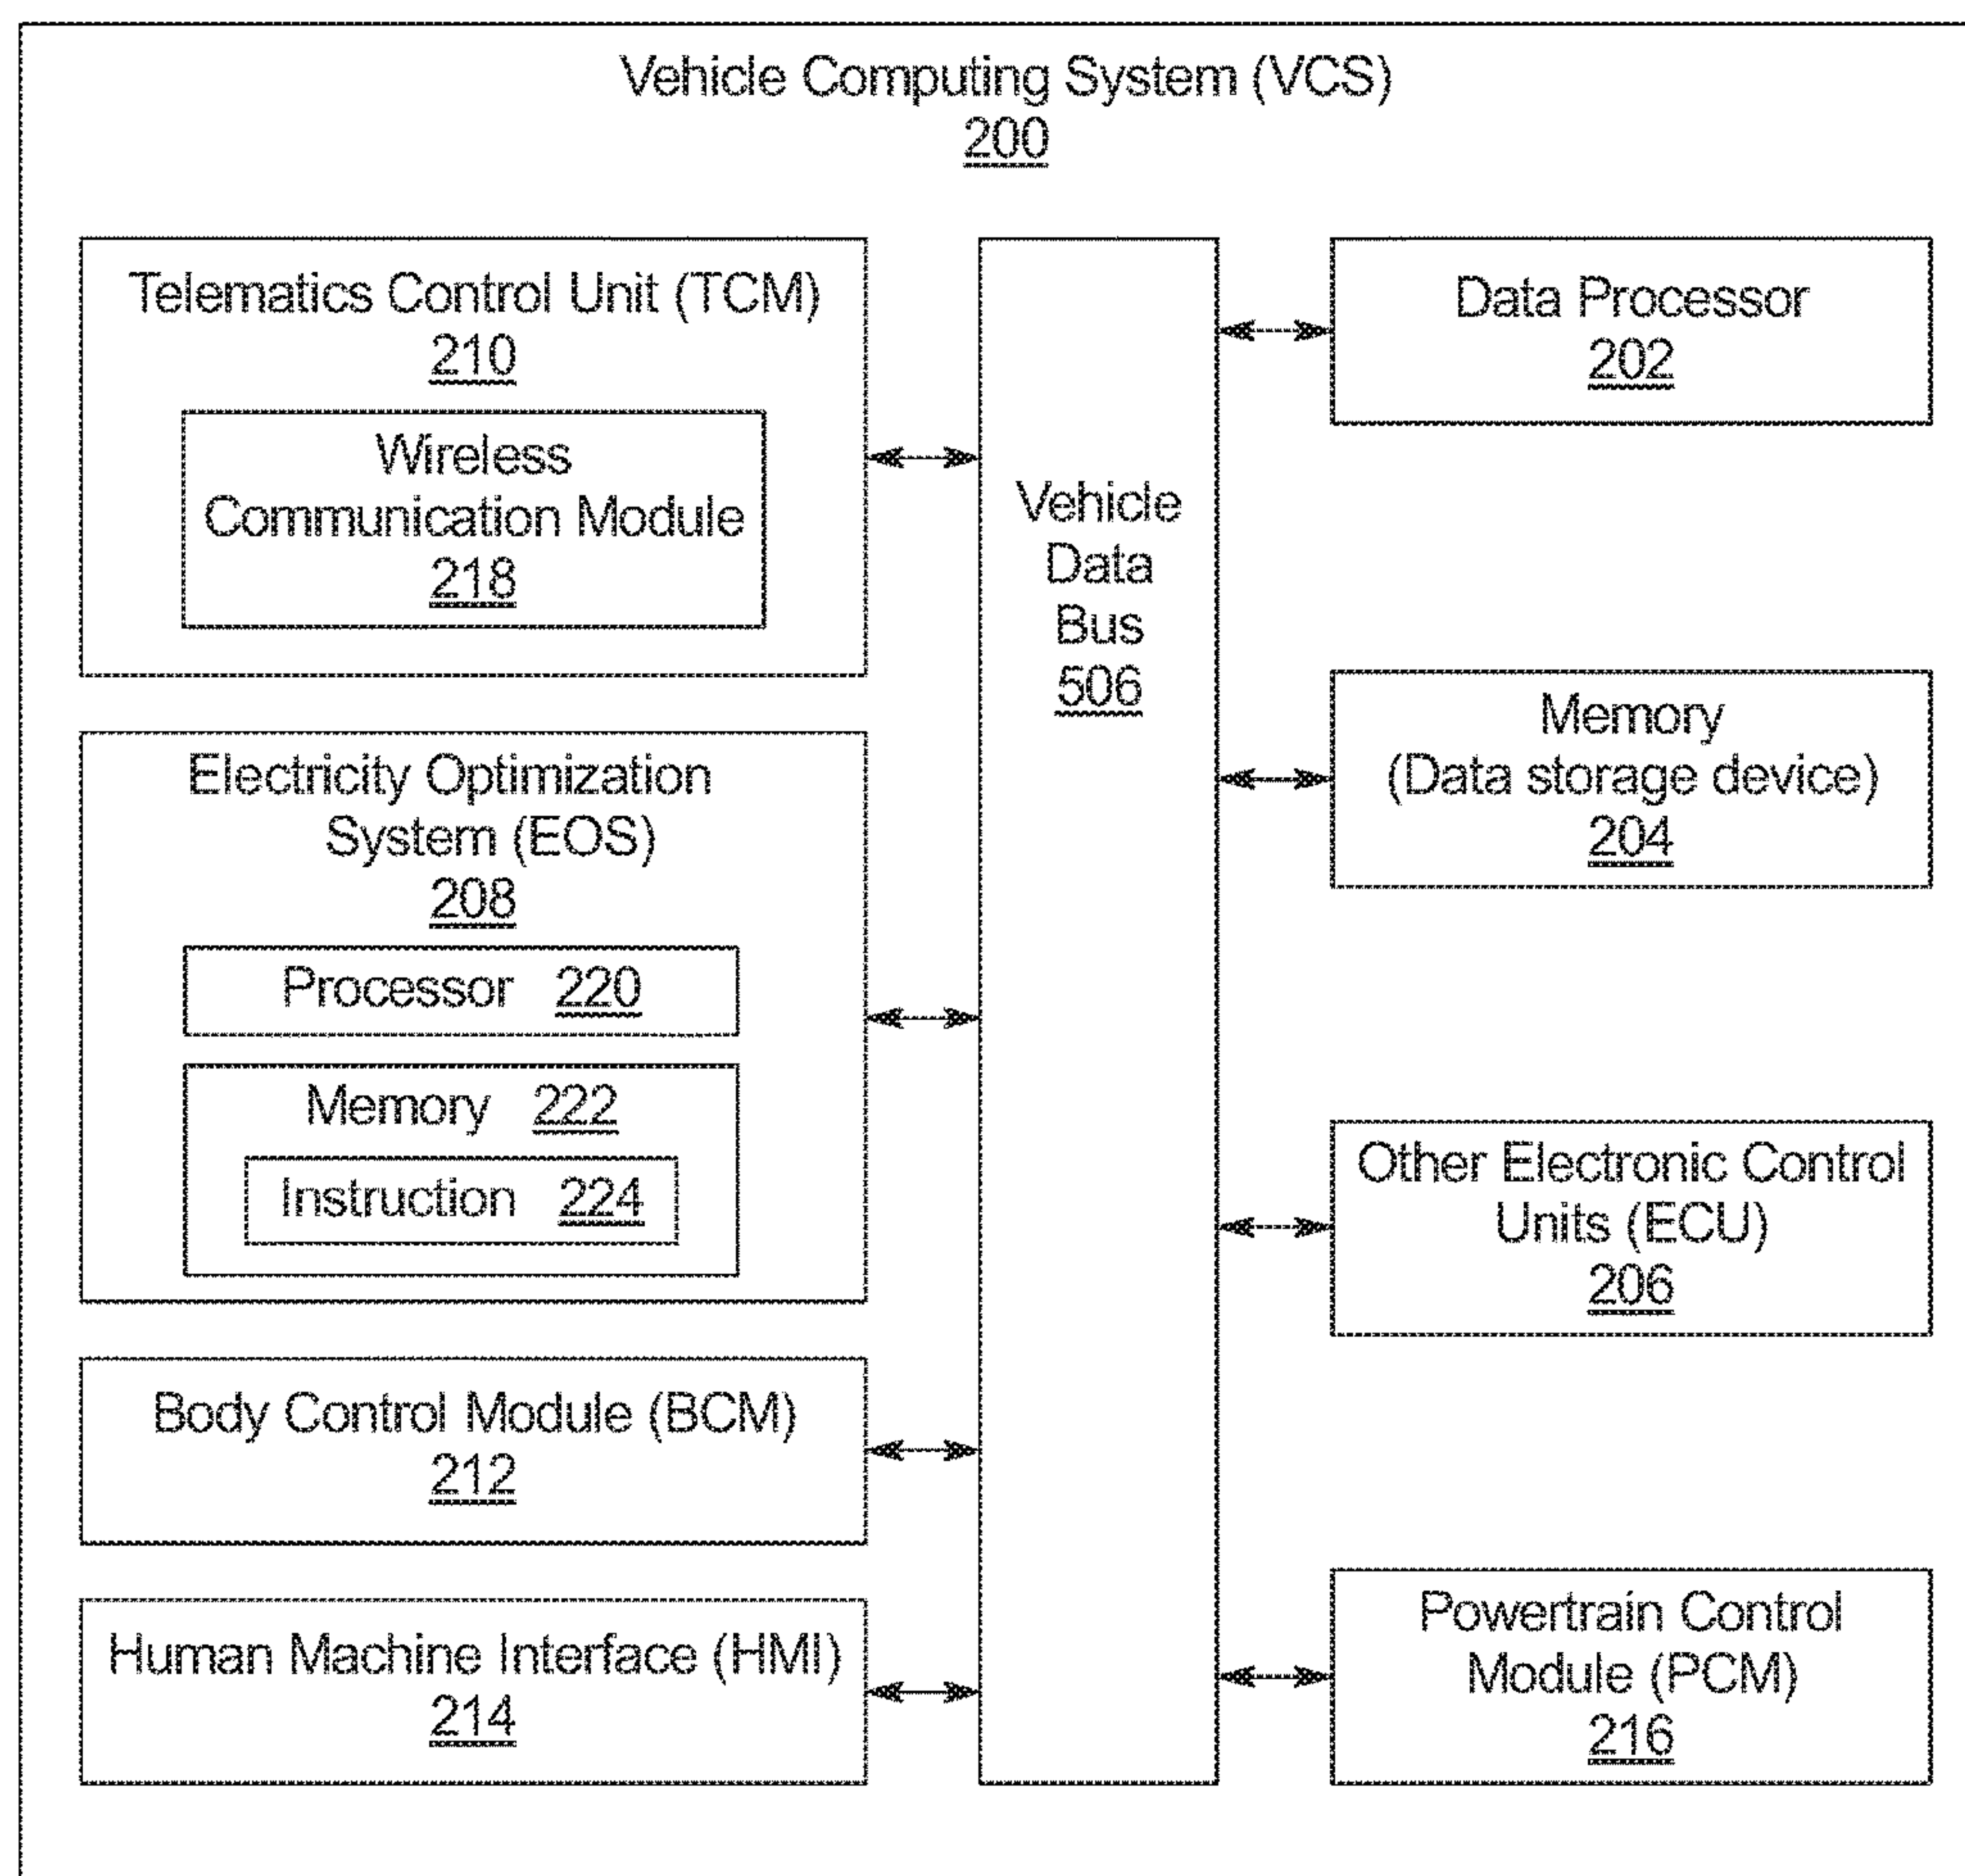 Vehicle Computing System (VCS)
200
Telematics Control Unit (TCM)
210
Wireless
Communication Module
218
Electricity Optimization
System (EOS)
208
Processor 220
Memory 222
Instruction 224
Body Control Module (BCM)
212
Human Machine Interface (HMI)
214
Vehicle
Data
Bus
506
Data Processor
202
Memory
(Data storage device)
204
Other Electronic Control
Units (ECU)
206
Powertrain Control
Module (PCM)
216